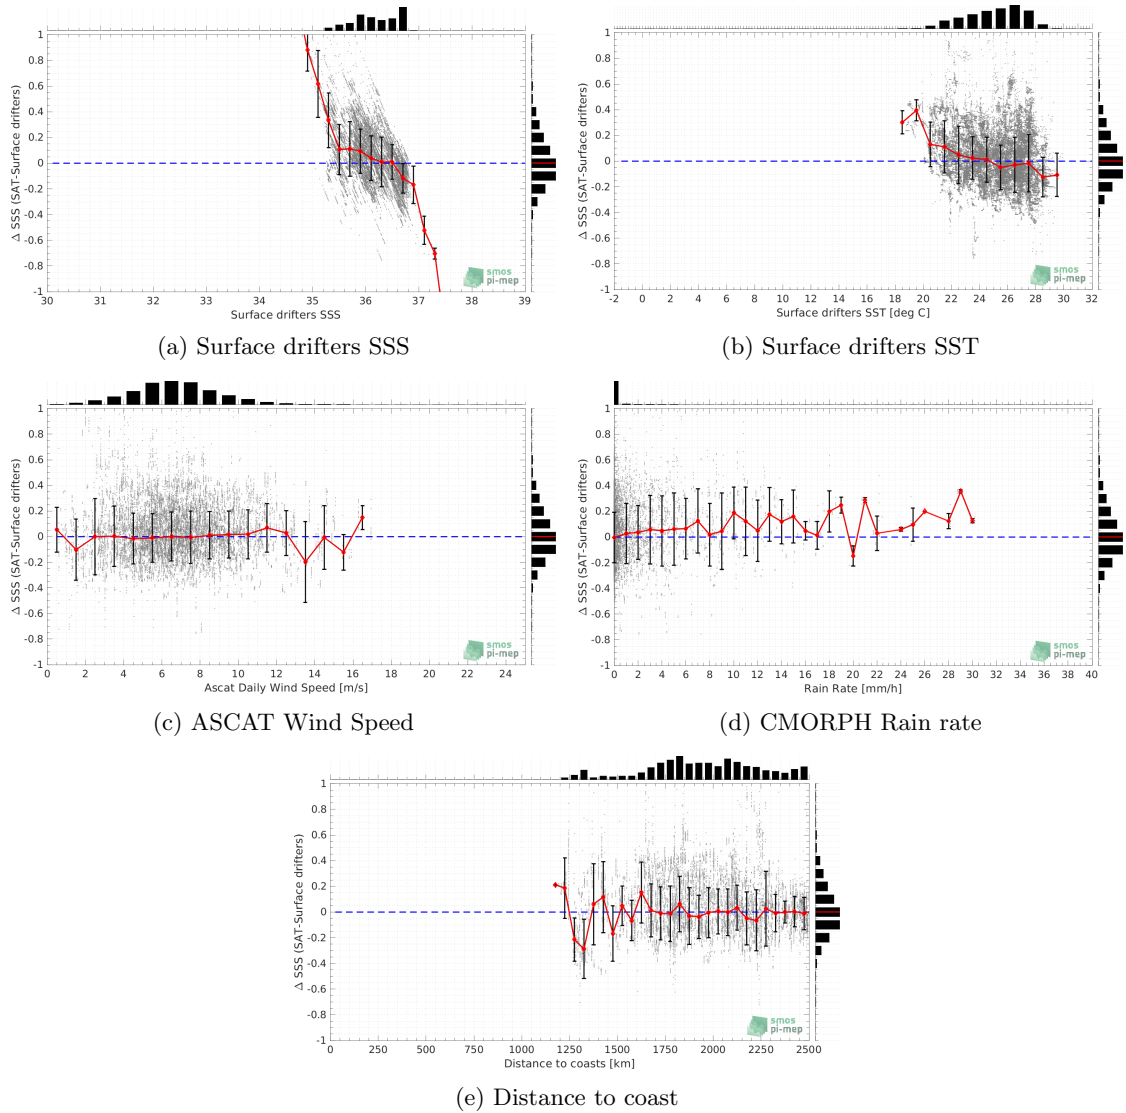 1
0.8
0.6
0.4
0.2
0
-0.2
-0.4
-0.6
-0.8
-1
Δ SSS (SAT-Surface drifters)
30 31 32 33 34 35 36 37 38 39
Surface drifters SSS
smos
pi-mep
(a) Surface drifters SSS
1
0.8
0.6
0.4
0.2
0
-0.2
-0.4
-0.6
-0.8
-1
Δ SSS (SAT-Surface drifters)
-2 0 2 4 6 8 10 12 14 16 18 20 22 24 26 28 30 32
Surface drifters SST [deg C]
smos
pi-mep
(b) Surface drifters SST
1
0.8
0.6
0.4
0.2
0
-0.2
-0.4
-0.6
-0.8
-1
Δ SSS (SAT-Surface drifters)
0 2 4 6 8 10 12 14 16 18 20 22 24
Ascat Daily Wind Speed [m/s]
smos
pi-mep
(c) ASCAT Wind Speed
1
0.8
0.6
0.4
0.2
0
-0.2
-0.4
-0.6
-0.8
-1
Δ SSS (SAT-Surface drifters)
0 2 4 6 8 10 12 14 16 18 20 22 24 26 28 30 32 34 36 38 40
Rain Rate [mm/h]
smos
pi-mep
(d) CMORPH Rain rate
1
0.8
0.6
0.4
0.2
0
-0.2
-0.4
-0.6
-0.8
-1
Δ SSS (SAT-Surface drifters)
0 250 500 750 1000 1250 1500 1750 2000 2250 2500
Distance to coasts [km]
smos
pi-mep
(e) Distance to coast